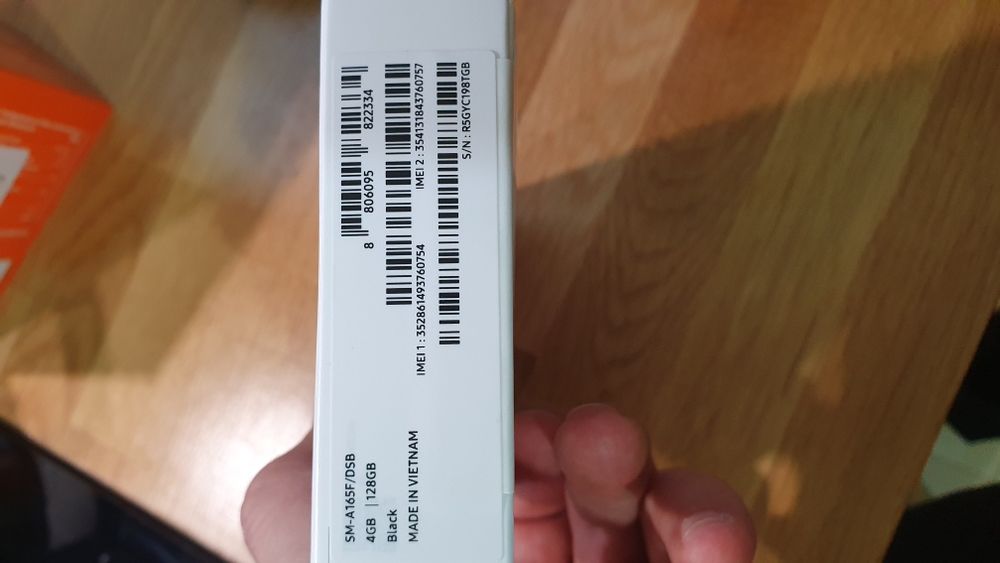 SM-A165F/DSB
4GB | 128GB
Black
MADE IN VIETNAM
8 806095 822334
IMEI 1 : 352861493760754
IMEI 2 : 354131843760757
S/N : R5GYC198TGB